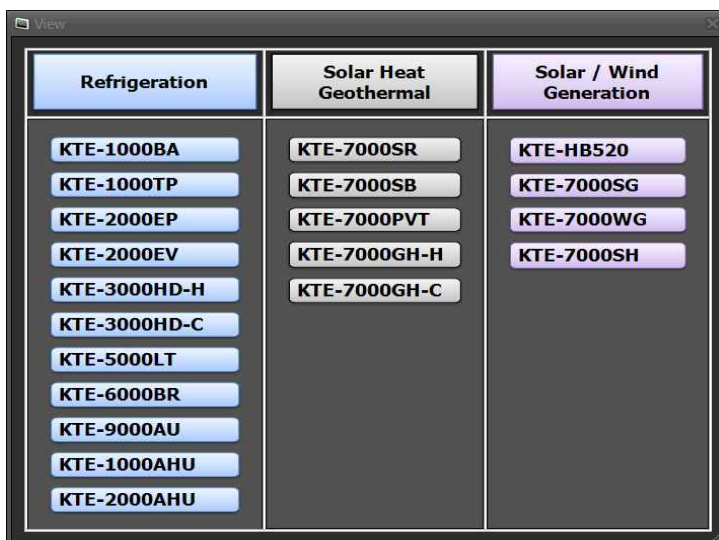 View
Refrigeration
Solar Heat
Geothermal
Solar / Wind
Generation
KTE-1000BA
KTE-1000TP
KTE-2000EP
KTE-2000EV
KTE-3000HD-H
KTE-3000HD-C
KTE-5000LT
KTE-6000BR
KTE-9000AU
KTE-1000AHU
KTE-2000AHU
KTE-7000SR
KTE-7000SB
KTE-7000PVT
KTE-7000GH-H
KTE-7000GH-C
KTE-HB520
KTE-7000SG
KTE-7000WG
KTE-7000SH